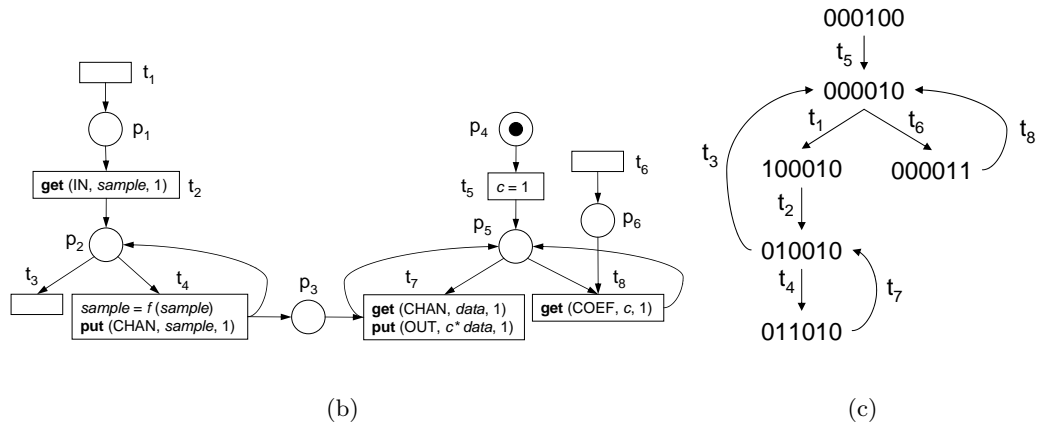 t1
p1
get (IN, sample, 1)
t2
p2
t3
t4
sample = f (sample)
put (CHAN, sample, 1)
p3
p4
t5
c = 1
t6
p5
p6
t7
t8
get (CHAN, data, 1)
put (OUT, c* data, 1)
get (COEF, c, 1)
(b)
000100
t5
000010
t1
t6
t3
t8
100010
000011
t2
010010
t4
t7
011010
(c)